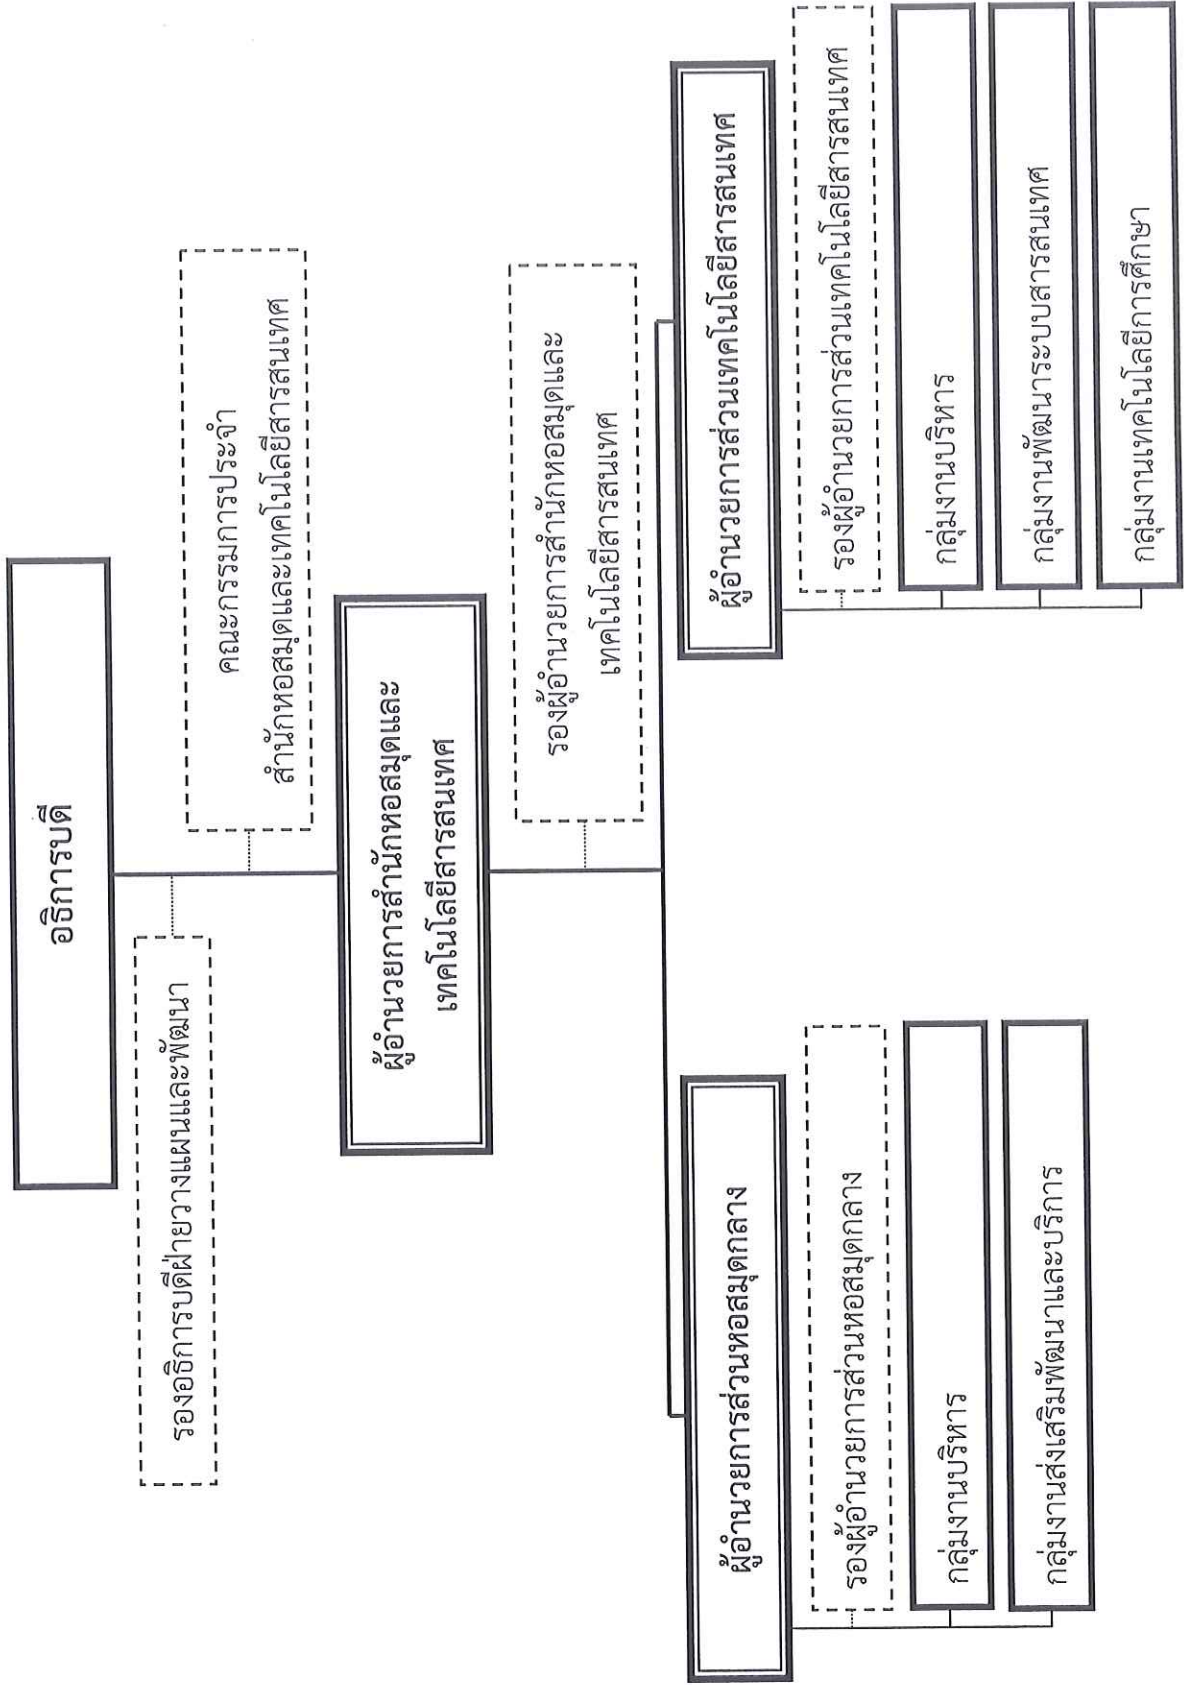 อธิการบดี
รองอธิการบดีฝ่ายวางแผนและพัฒนา
คณะกรรมการประจำ
สำนักหอสมุดและเทคโนโลยีสารสนเทศ
ผู้อำนวยการสำนักหอสมุดและ
เทคโนโลยีสารสนเทศ
รองผู้อำนวยการสำนักหอสมุดและ
เทคโนโลยีสารสนเทศ
ผู้อำนวยการส่วนหอสมุดกลาง
รองผู้อำนวยการส่วนหอสมุดกลาง
กลุ่มงานบริหาร
กลุ่มงานส่งเสริมพัฒนาและบริการ
ผู้อำนวยการส่วนเทคโนโลยีสารสนเทศ
รองผู้อำนวยการส่วนเทคโนโลยีสารสนเทศ
กลุ่มงานบริหาร
กลุ่มงานพัฒนาระบบสารสนเทศ
กลุ่มงานเทคโนโลยีการศึกษา